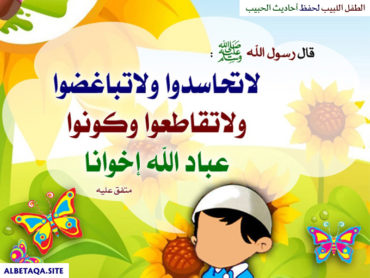 الطفل اللبيب لحفظ أحاديث الحبيب
قال رسول الله ﷺ :
لاتحاسدوا ولاتباغضوا
ولاتقاطعوا وكونوا
عباد الله إخوانا
متفق عليه
ALBETAQA.SITE